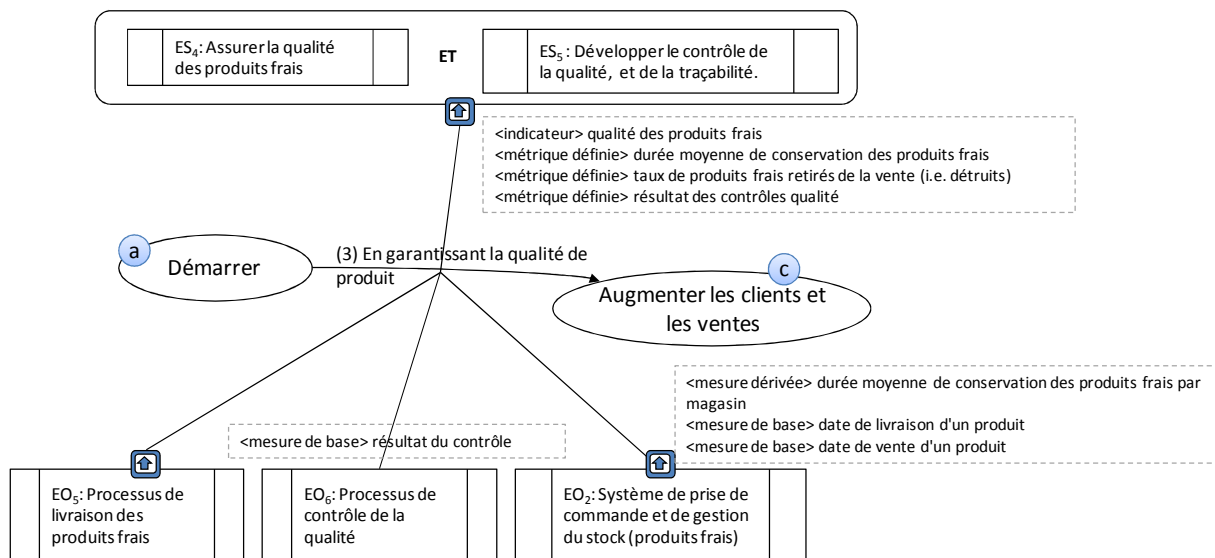 ES4: Assurer la qualité
des produits frais
ET
ES5 : Développer le contrôle de
la qualité, et de la traçabilité.
<indicateur> qualité des produits frais
<métrique définie> durée moyenne de conservation des produits frais
<métrique définie> taux de produits frais retirés de la vente (i.e. détruits)
<métrique définie> résultat des contrôles qualité
a
Démarrer
(3) En garantissant la qualité de
produit
c
Augmenter les clients et
les ventes
<mesure dérivée> durée moyenne de conservation des produits frais par
magasin
<mesure de base> date de livraison d'un produit
<mesure de base> date de vente d'un produit
<mesure de base> résultat du contrôle
EO5: Processus de
livraison des
produits frais
EO6: Processus de
contrôle de la
qualité
EO2: Système de prise de
commande et de gestion
du stock (produits frais)